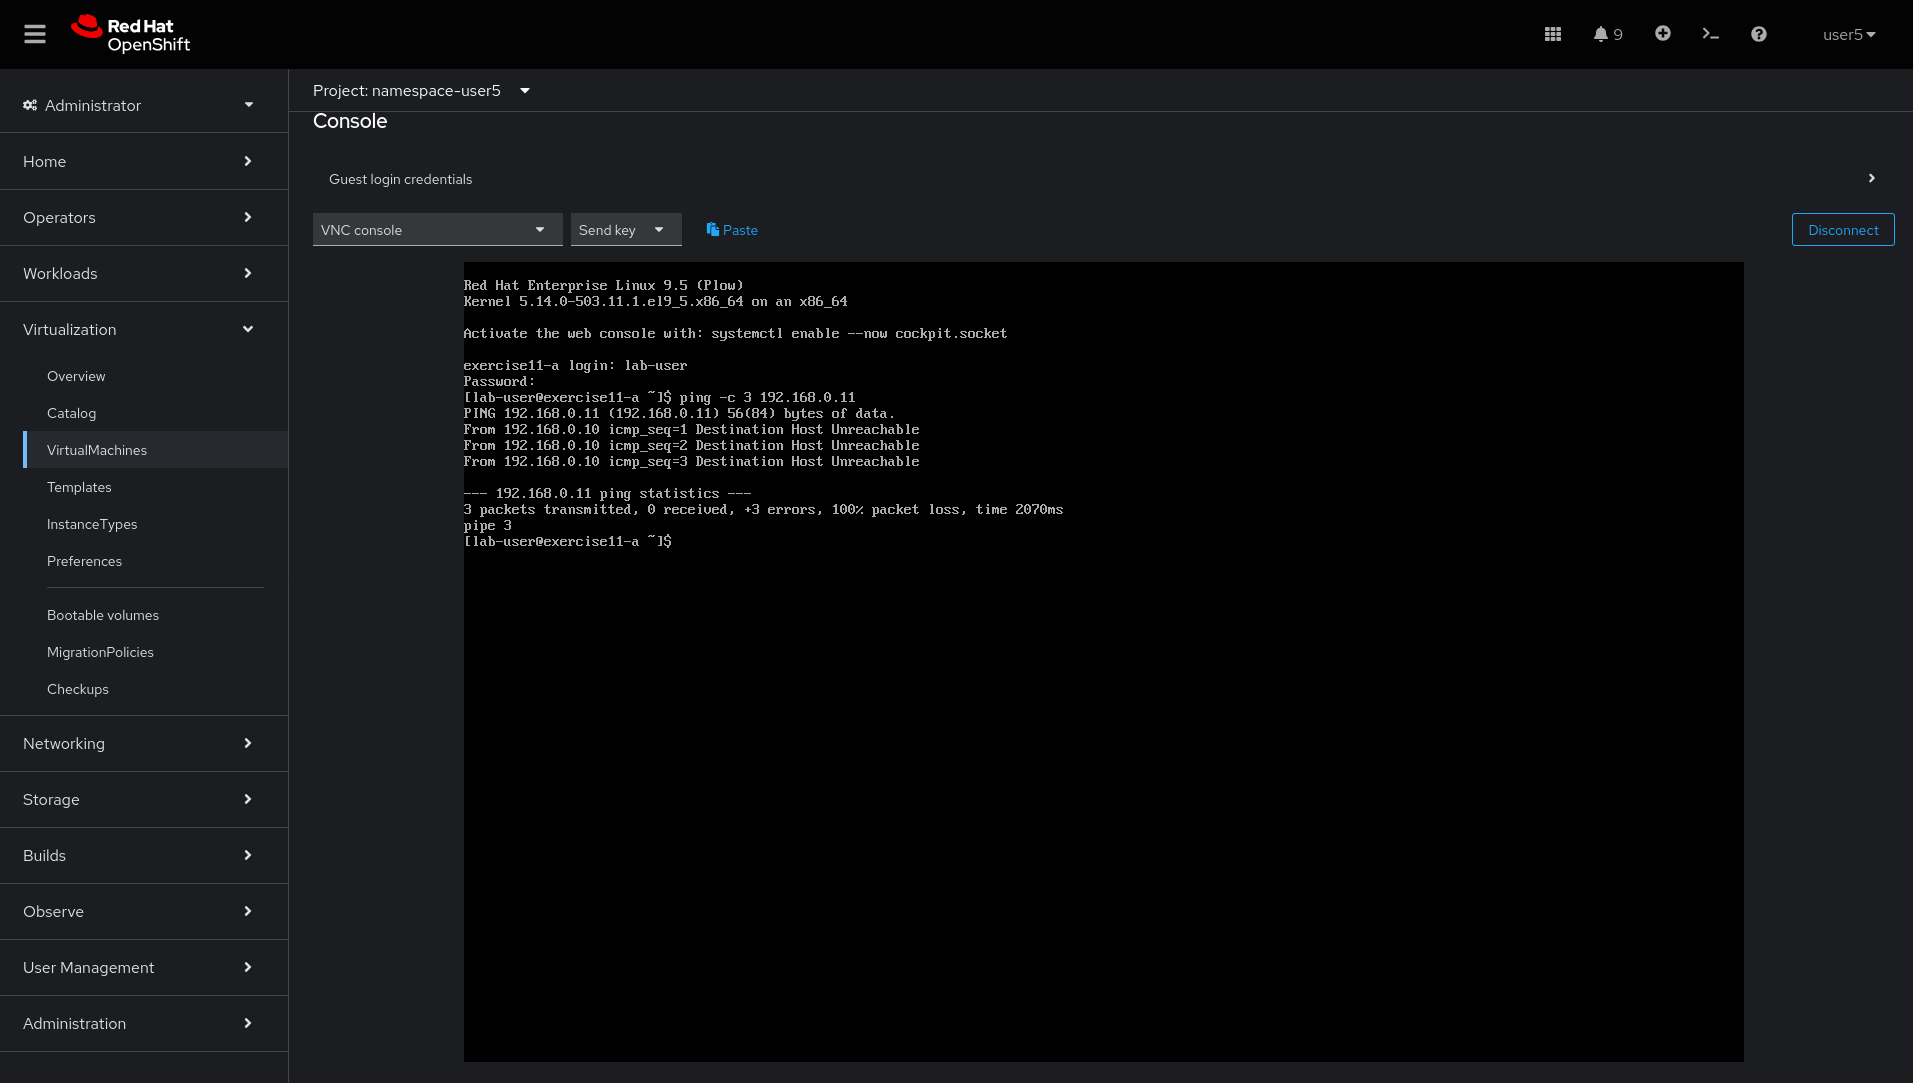 Red Hat
OpenShift
9
user5
Administrator
Home
Operators
Workloads
Virtualization
Overview
Catalog
VirtualMachines
Templates
InstanceTypes
Preferences
Bootable volumes
MigrationPolicies
Checkups
Networking
Storage
Builds
Observe
User Management
Administration
Project: namespace-user5
Console
Guest login credentials
VNC console
Send key
Paste
Disconnect
Red Hat Enterprise Linux 9.5 (Plow)
Kernel 5.14.0-503.11.1.el9_5.x86_64 on an x86_64
Activate the web console with: systemctl enable --now cockpit.socket
exercise11-a login: lab-user
Password:
[lab-user@exercise11-a ~]$ ping -c 3 192.168.0.11
PING 192.168.0.11 (192.168.0.11) 56(84) bytes of data.
From 192.168.0.10 icmp_seq=1 Destination Host Unreachable
From 192.168.0.10 icmp_seq=2 Destination Host Unreachable
From 192.168.0.10 icmp_seq=3 Destination Host Unreachable
--- 192.168.0.11 ping statistics ---
3 packets transmitted, 0 received, +3 errors, 100% packet loss, time 2070ms
pipe 3
[lab-user@exercise11-a ~]$